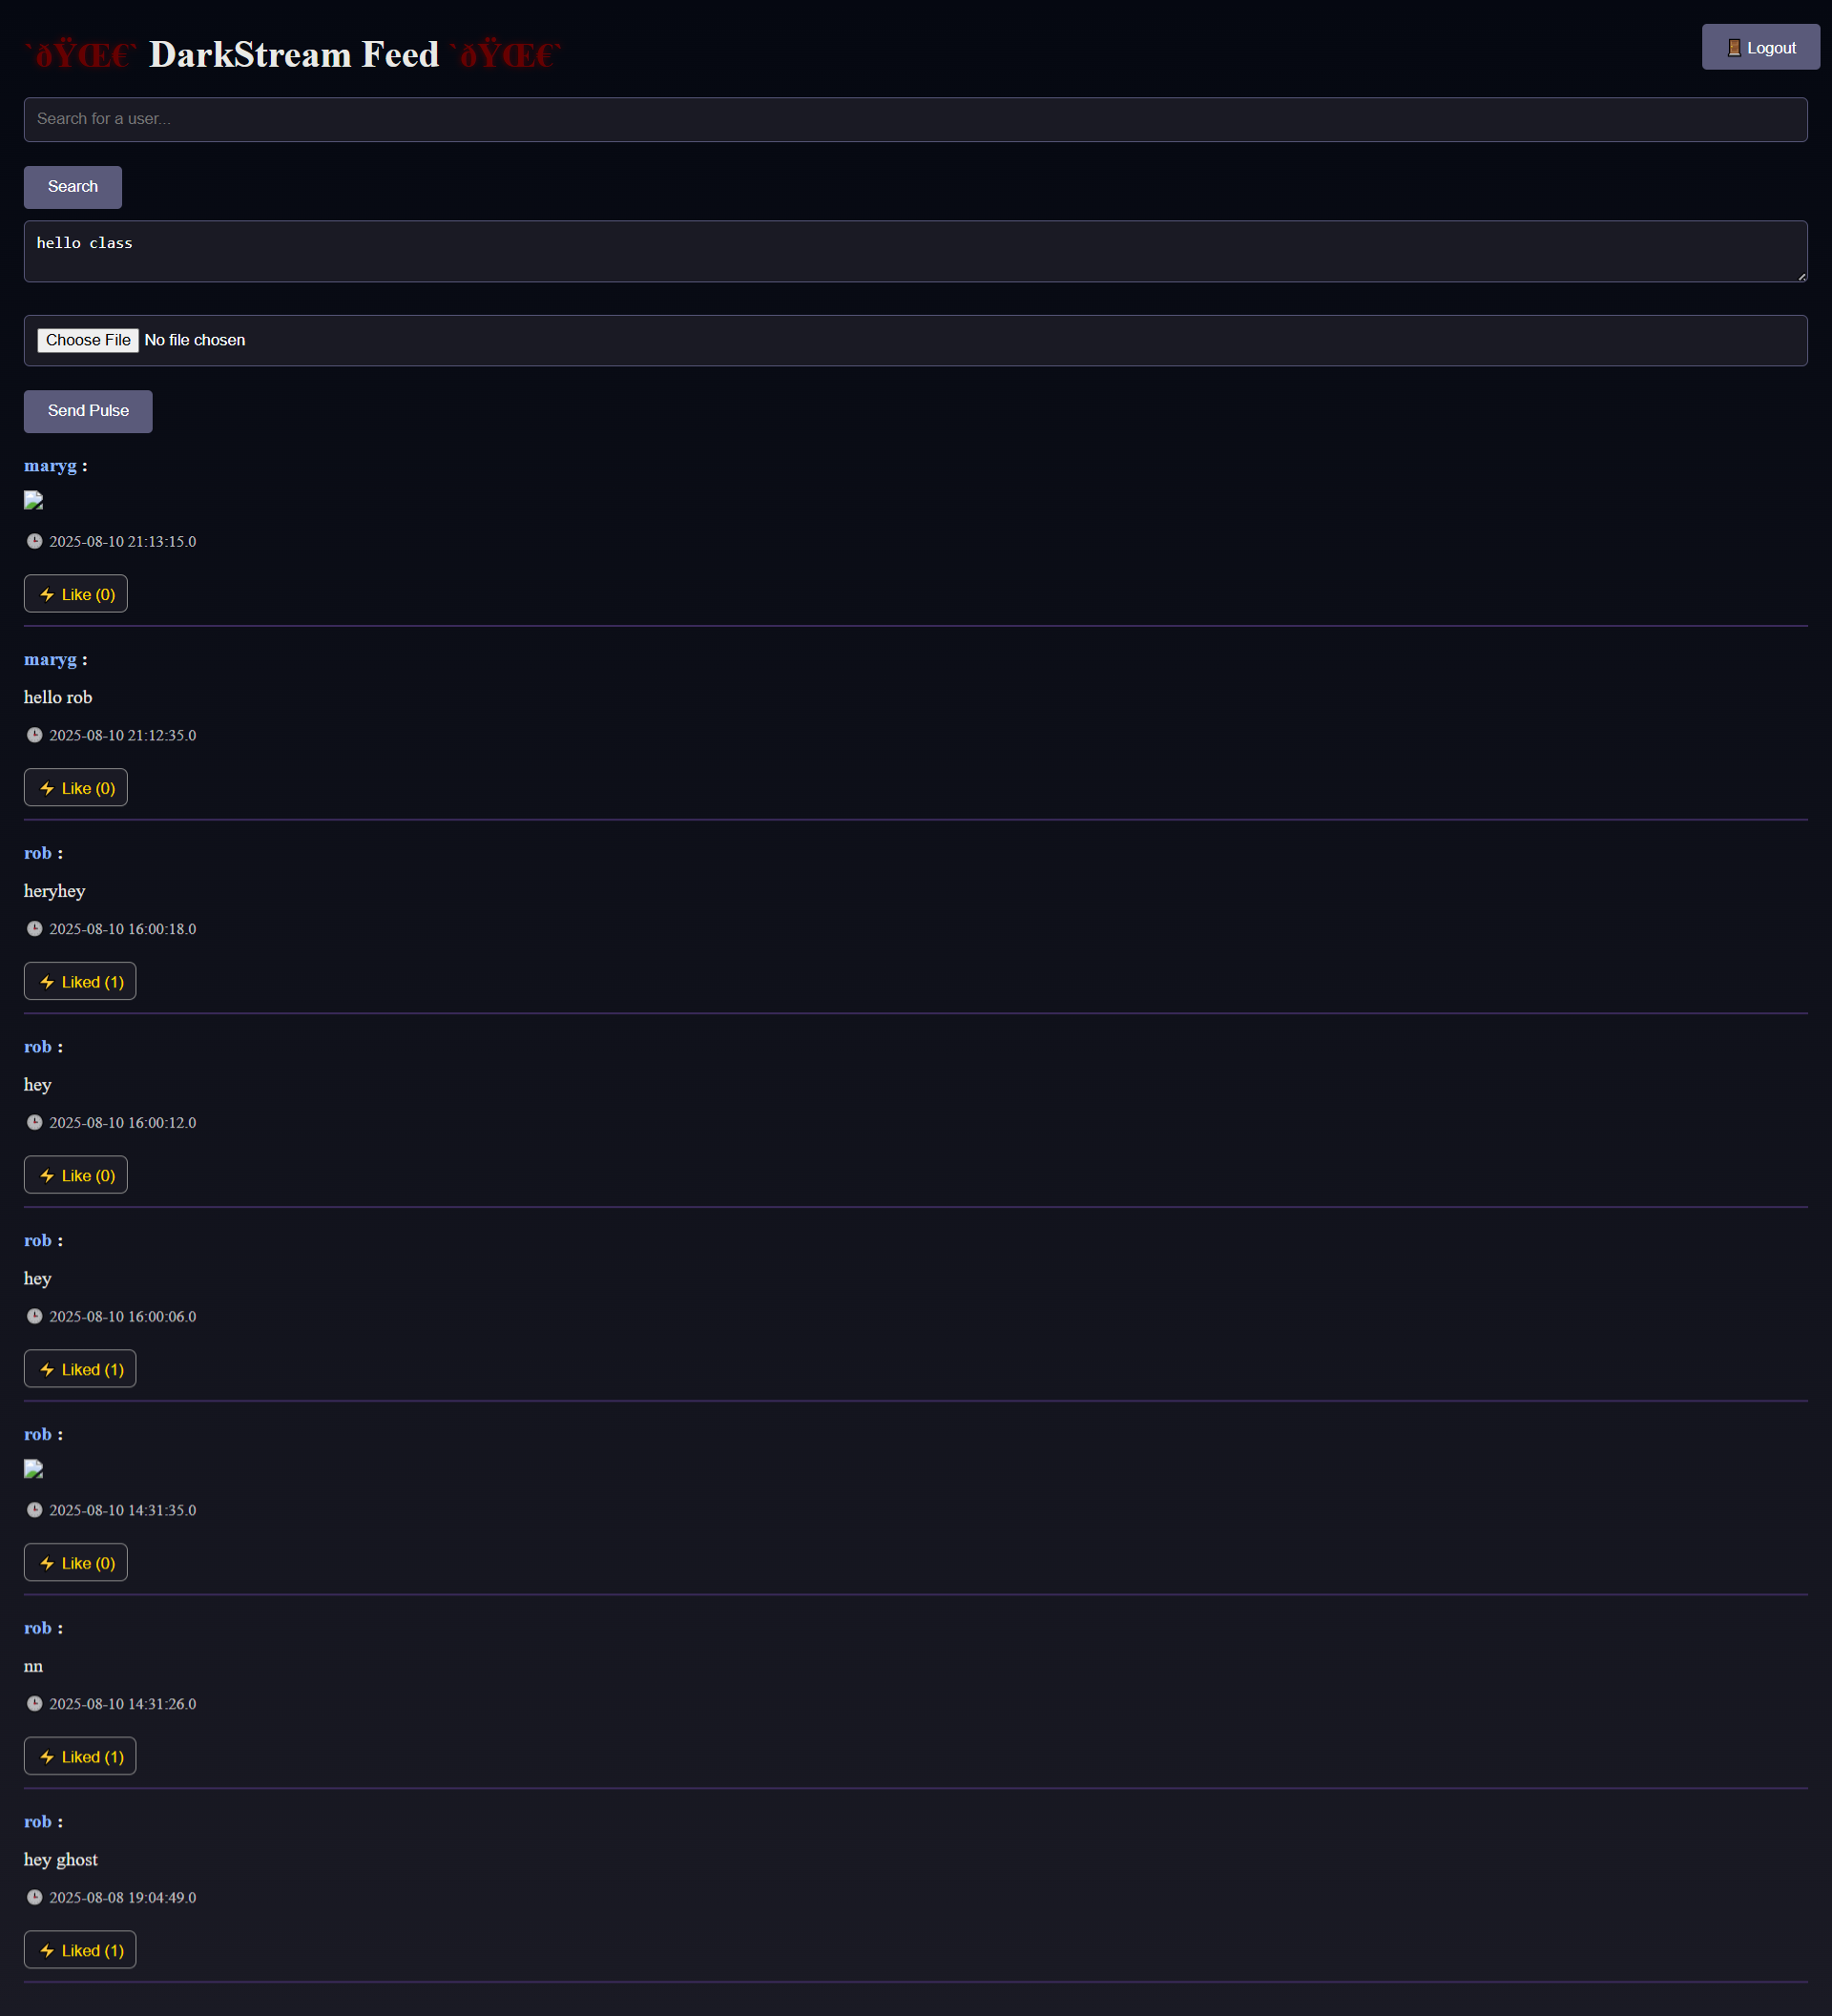 `ðŸŒ€` DarkStream Feed `ðŸŒ€`
Logout
Search for a user...
Search
hello class
Choose File No file chosen
Send Pulse
maryg :
2025-08-10 21:13:15.0
Like (0)
maryg :
hello rob
2025-08-10 21:12:35.0
Like (0)
rob :
heryhey
2025-08-10 16:00:18.0
Liked (1)
rob :
hey
2025-08-10 16:00:12.0
Like (0)
rob :
hey
2025-08-10 16:00:06.0
Liked (1)
rob :
2025-08-10 14:31:35.0
Like (0)
rob :
nn
2025-08-10 14:31:26.0
Liked (1)
rob :
hey ghost
2025-08-08 19:04:49.0
Liked (1)